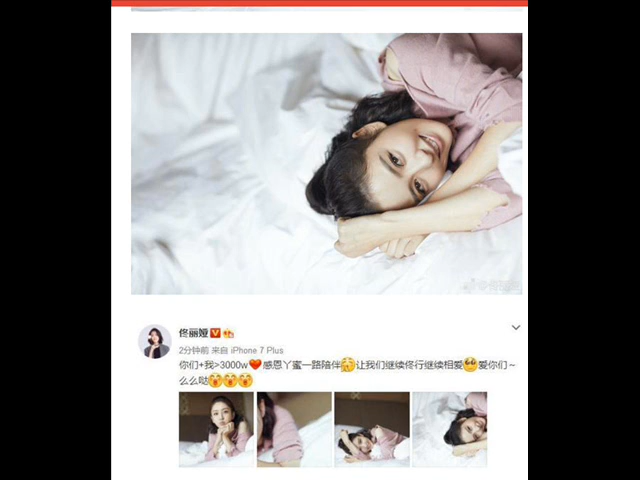 佟丽娅
2分钟前 来自 iPhone 7 Plus
你们+我>3000w❤️感恩丫蜜一路陪伴😘让我们继续佟行继续相爱😳爱你们～
么么哒😘😘😘